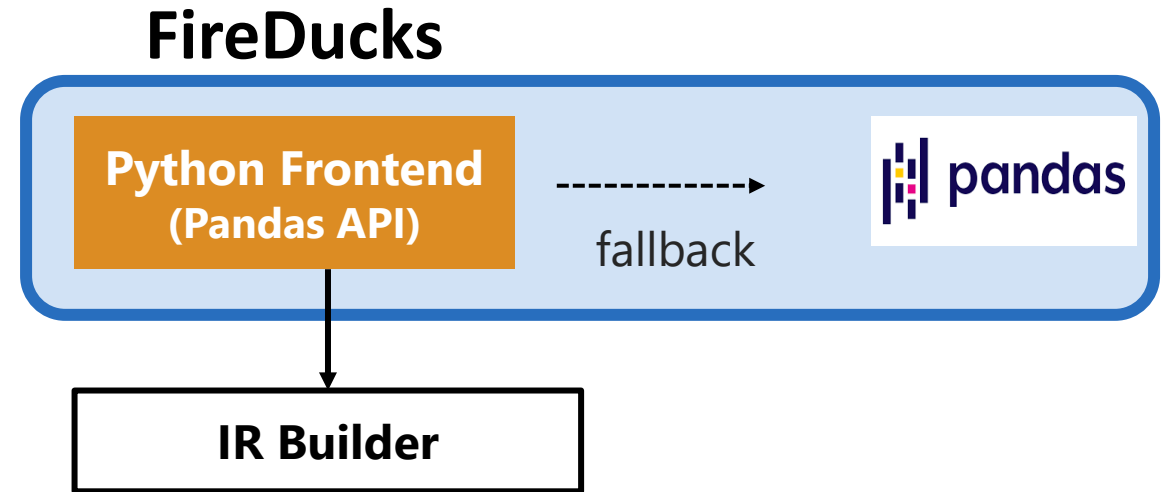 FireDucks
Python Frontend
(Pandas API)
fallback
pandas
IR Builder